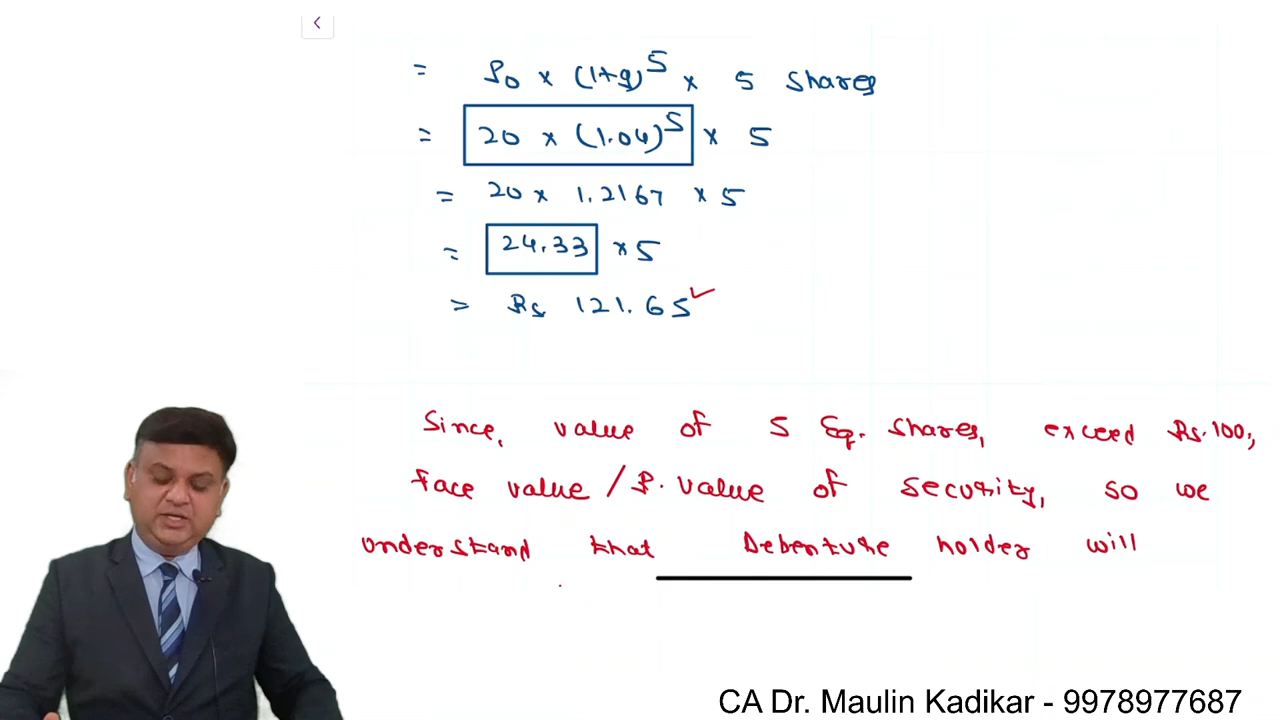 = P0 × (1+g)^5 × 5 Shares
= 20 × (1.04)^5 × 5
= 20 × 1.2167 × 5
= 24.33 × 5
= Rs 121.65 ✓
Since, value of 5 Eq. shares, exceed Rs.100,
face value / P. value of security, so we
understand that Debenture holder will
CA Dr. Maulin Kadikar - 9978977687